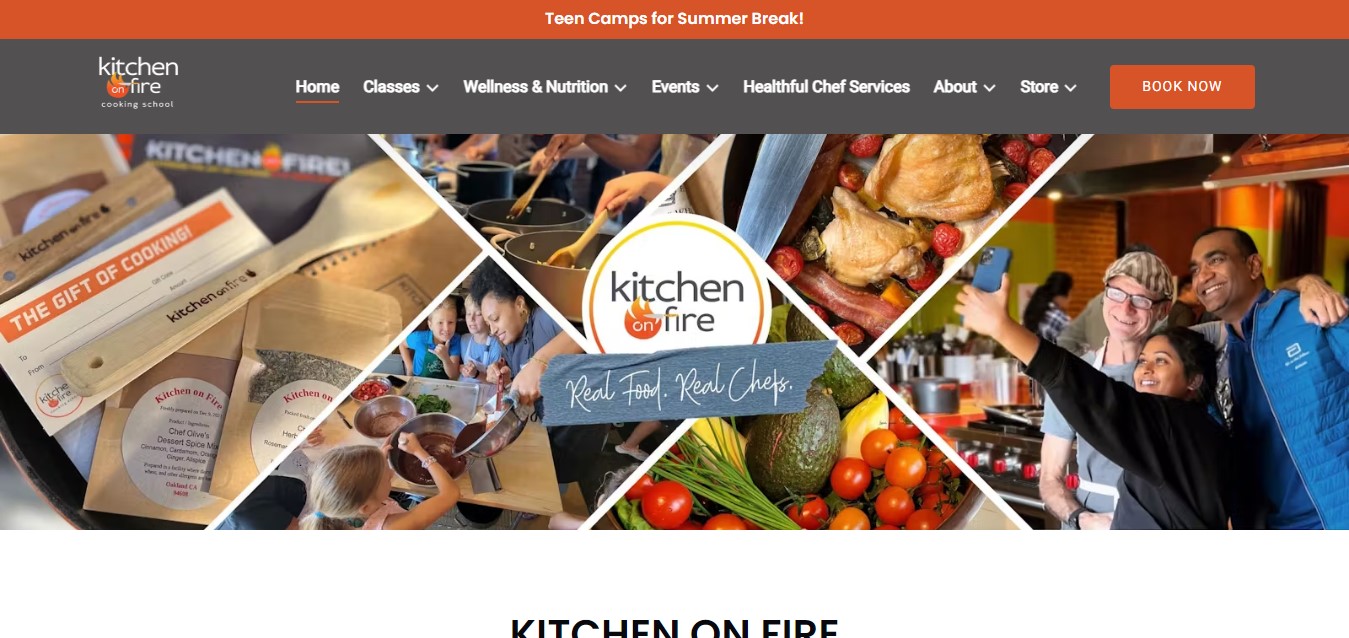 Teen Camps for Summer Break!
kitchen
on fire
cooking school
Home
Classes
Wellness & Nutrition
Events
Healthful Chef Services
About
Store
BOOK NOW
KITCHEN FIRE!
kitchen on fire
THE GIFT OF COOKING!
Gift Code
Amount
To
From
kitchen on fire
kitchen
on fire
Kitchen on Fire
Chef Olive's
Dessert Spice
Cinnamon, Cardamom,
Ginger, Allspice
Oakland CA
Kitchen on
kitchen
on fire
Real Food. Real Chefs.
KITCHEN ON FIRE